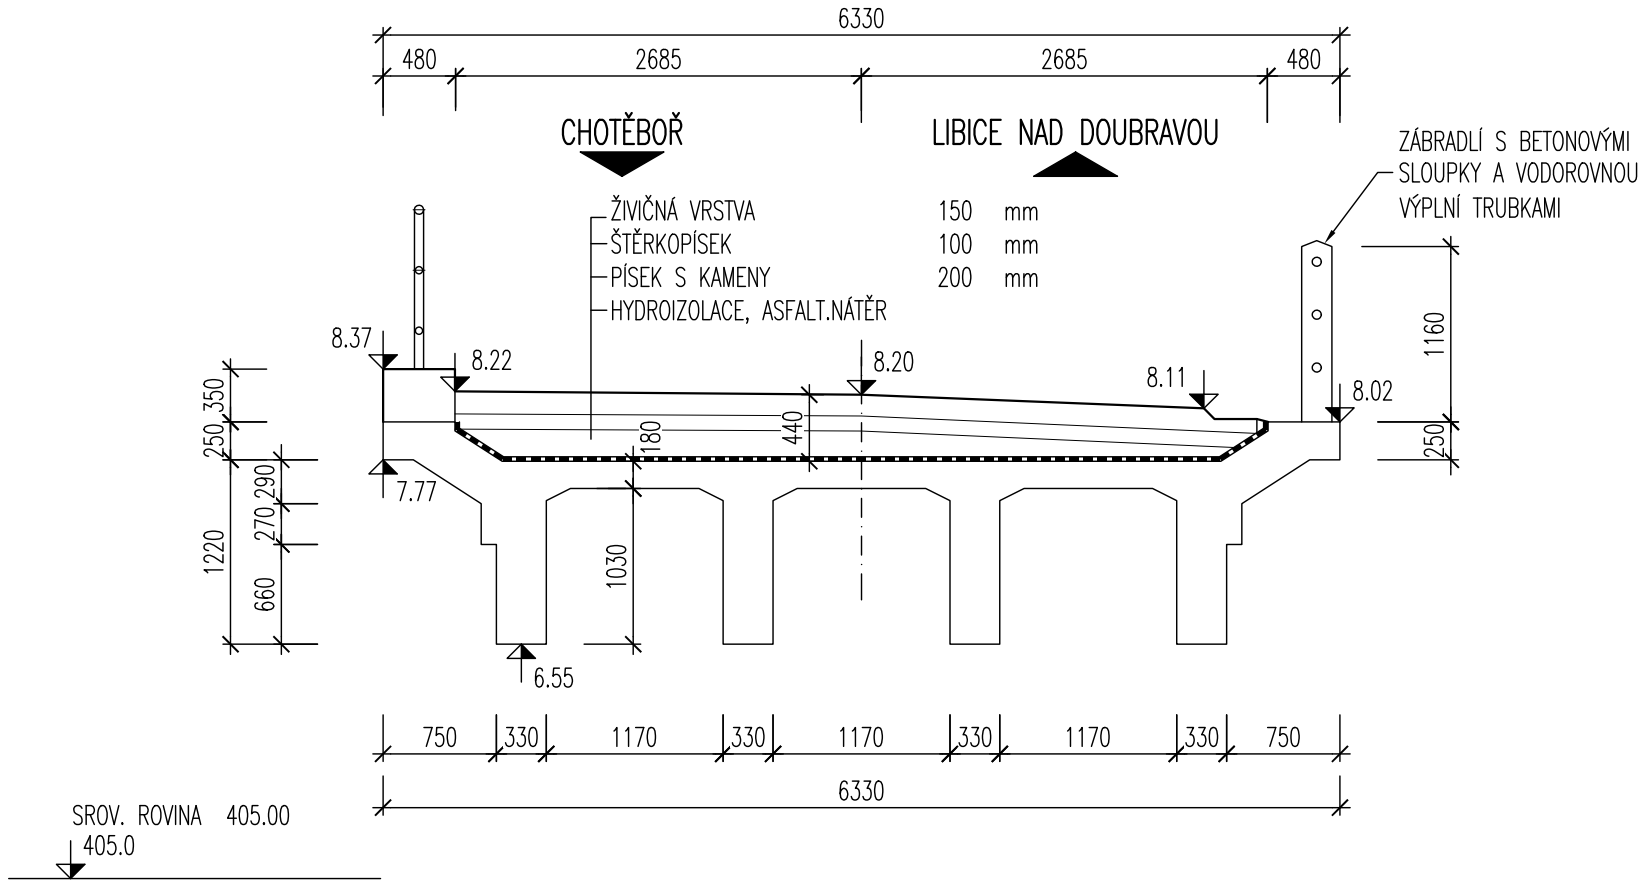 6330
480 2685 2685 480
CHOTĚBOŘ LIBICE NAD DOUBRAVOU
ZÁBRADLÍ S BETONOVÝMI
SLOUPKY A VODOROVNOU
VÝPLNÍ TRUBKAMI
ŽIVIČNÁ VRSTVA 150 mm
ŠTĚRKOPÍSEK 100 mm
PÍSEK S KAMENY 200 mm
HYDROIZOLACE, ASFALT.NÁTĚR
8.37
8.22
8.20
8.11
8.02
1160
350
250
290
270
1220
660
180
440
250
7.77
1030
6.55
750 330 1170 330 1170 330 1170 330 750
6330
SROV. ROVINA 405.00
405.0